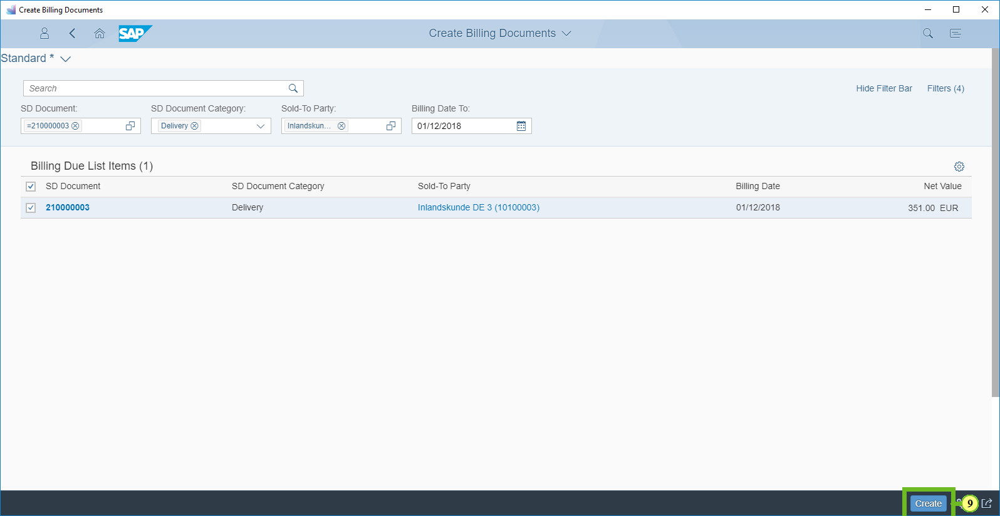 Create Billing Documents
SAP
Create Billing Documents
Standard *
Search
Hide Filter Bar Filters (4)
SD Document: SD Document Category: Sold-To Party: Billing Date To:
=210000003 Delivery Inlandskun... 01/12/2018
Billing Due List Items (1)
SD Document SD Document Category Sold-To Party Billing Date Net Value
210000003 Delivery Inlandskunde DE 3 (10100003) 01/12/2018 351.00 EUR
Create 9